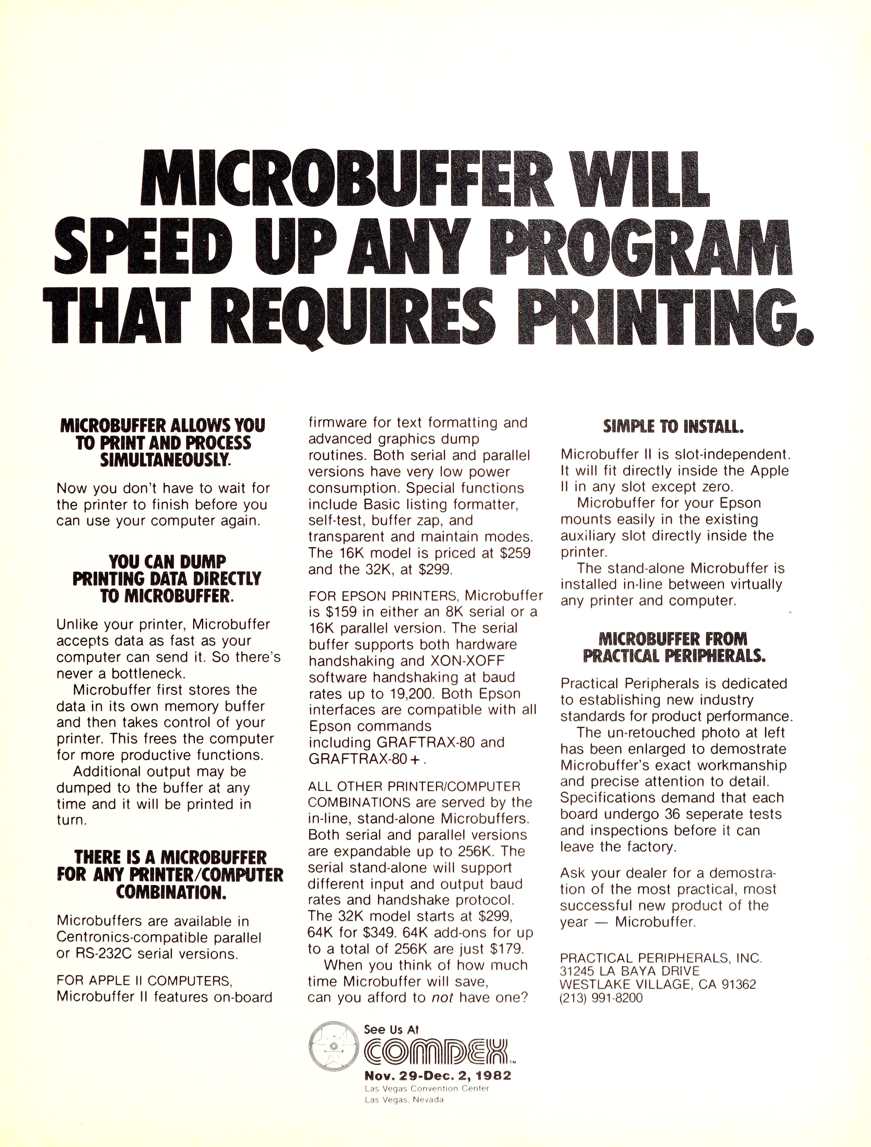 MICROBUFFER WILL
SPEED UP ANY PROGRAM
THAT REQUIRES PRINTING.
MICROBUFFER ALLOWS YOU
TO PRINT AND PROCESS
SIMULTANEOUSLY.
Now you don't have to wait for
the printer to finish before you
can use your computer again.
YOU CAN DUMP
PRINTING DATA DIRECTLY
TO MICROBUFFER.
Unlike your printer, Microbuffer
accepts data as fast as your
computer can send it. So there's
never a bottleneck.
Microbuffer first stores the
data in its own memory buffer
and then takes control of your
printer. This frees the computer
for more productive functions.
Additional output may be
dumped to the buffer at any
time and it will be printed in
turn.
THERE IS A MICROBUFFER
FOR ANY PRINTER/COMPUTER
COMBINATION.
Microbuffers are available in
Centronics-compatible parallel
or RS-232C serial versions.
FOR APPLE II COMPUTERS,
Microbuffer II features on-board
firmware for text formatting and
advanced graphics dump
routines. Both serial and parallel
versions have very low power
consumption. Special functions
include Basic listing formatter,
self-test, buffer zap, and
transparent and maintain modes.
The 16K model is priced at $259
and the 32K, at $299.
FOR EPSON PRINTERS, Microbuffer
is $159 in either an 8K serial or a
16K parallel version. The serial
buffer supports both hardware
handshaking and XON-XOFF
software handshaking at baud
rates up to 19,200. Both Epson
interfaces are compatible with all
Epson commands
including GRAFTRAX-80 and
GRAFTRAX-80+.
ALL OTHER PRINTER/COMPUTER
COMBINATIONS are served by the
in-line, stand-alone Microbuffers.
Both serial and parallel versions
are expandable up to 256K. The
serial stand-alone will support
different input and output baud
rates and handshake protocol.
The 32K model starts at $299,
64K for $349. 64K add-ons for up
to a total of 256K are just $179.
When you think of how much
time Microbuffer will save,
can you afford to not have one?
SIMPLE TO INSTALL.
Microbuffer II is slot-independent.
It will fit directly inside the Apple
II in any slot except zero.
Microbuffer for your Epson
mounts easily in the existing
auxiliary slot directly inside the
printer.
The stand-alone Microbuffer is
installed in-line between virtually
any printer and computer.
MICROBUFFER FROM
PRACTICAL PERIPHERALS.
Practical Peripherals is dedicated
to establishing new industry
standards for product performance.
The un-retouched photo at left
has been enlarged to demostrate
Microbuffer's exact workmanship
and precise attention to detail.
Specifications demand that each
board undergo 36 seperate tests
and inspections before it can
leave the factory.
Ask your dealer for a demostra-
tion of the most practical, most
successful new product of the
year — Microbuffer.
PRACTICAL PERIPHERALS, INC.
31245 LA BAYA DRIVE
WESTLAKE VILLAGE, CA 91362
(213) 991-8200
See Us At
COMDEX™
Nov. 29-Dec. 2, 1982
Las Vegas Convention Center
Las Vegas, Nevada